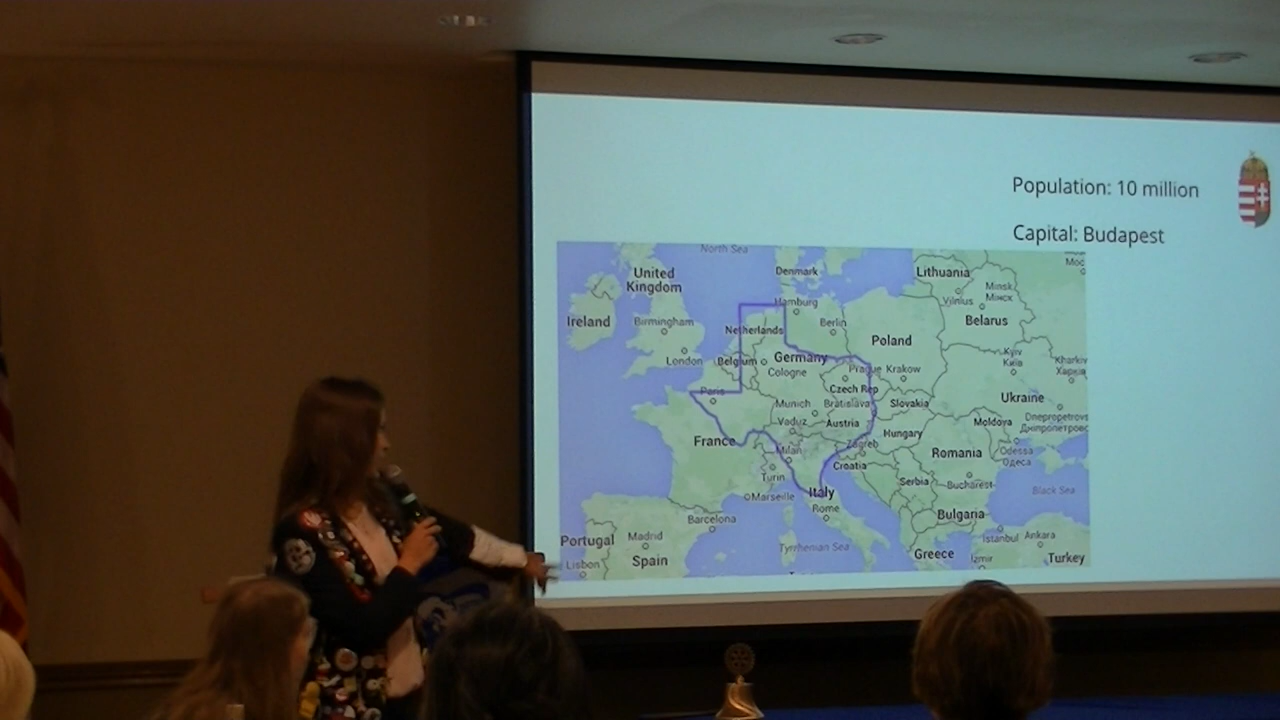 Population: 10 million
Capital: Budapest
North Sea
Denmark
United
Kingdom
Ireland
Birmingham
London
Hamburg
Netherlands
Berlin
Belgium
Germany
Cologne
Poland
Lithuania
Vilnius
Minsk
Мінск
Belarus
Paris
Prague
Krakow
Czech Rep
Kyiv
Київ
Kharkiv
Харків
Ukraine
Munich
Bratislava
Slovakia
Vaduz
Austria
Moldova
Dnepropetrovs
Дніпропетровс
France
Hungary
Milan
Zagreb
Croatia
Romania
Odessa
Одеса
Turin
Serbia
Bucharest
Black Sea
Marseille
Italy
Rome
Barcelona
Bulgaria
Portugal
Madrid
Spain
Lisbon
Tyrrhenian Sea
Istanbul
Ankara
Greece
Izmir
Turkey